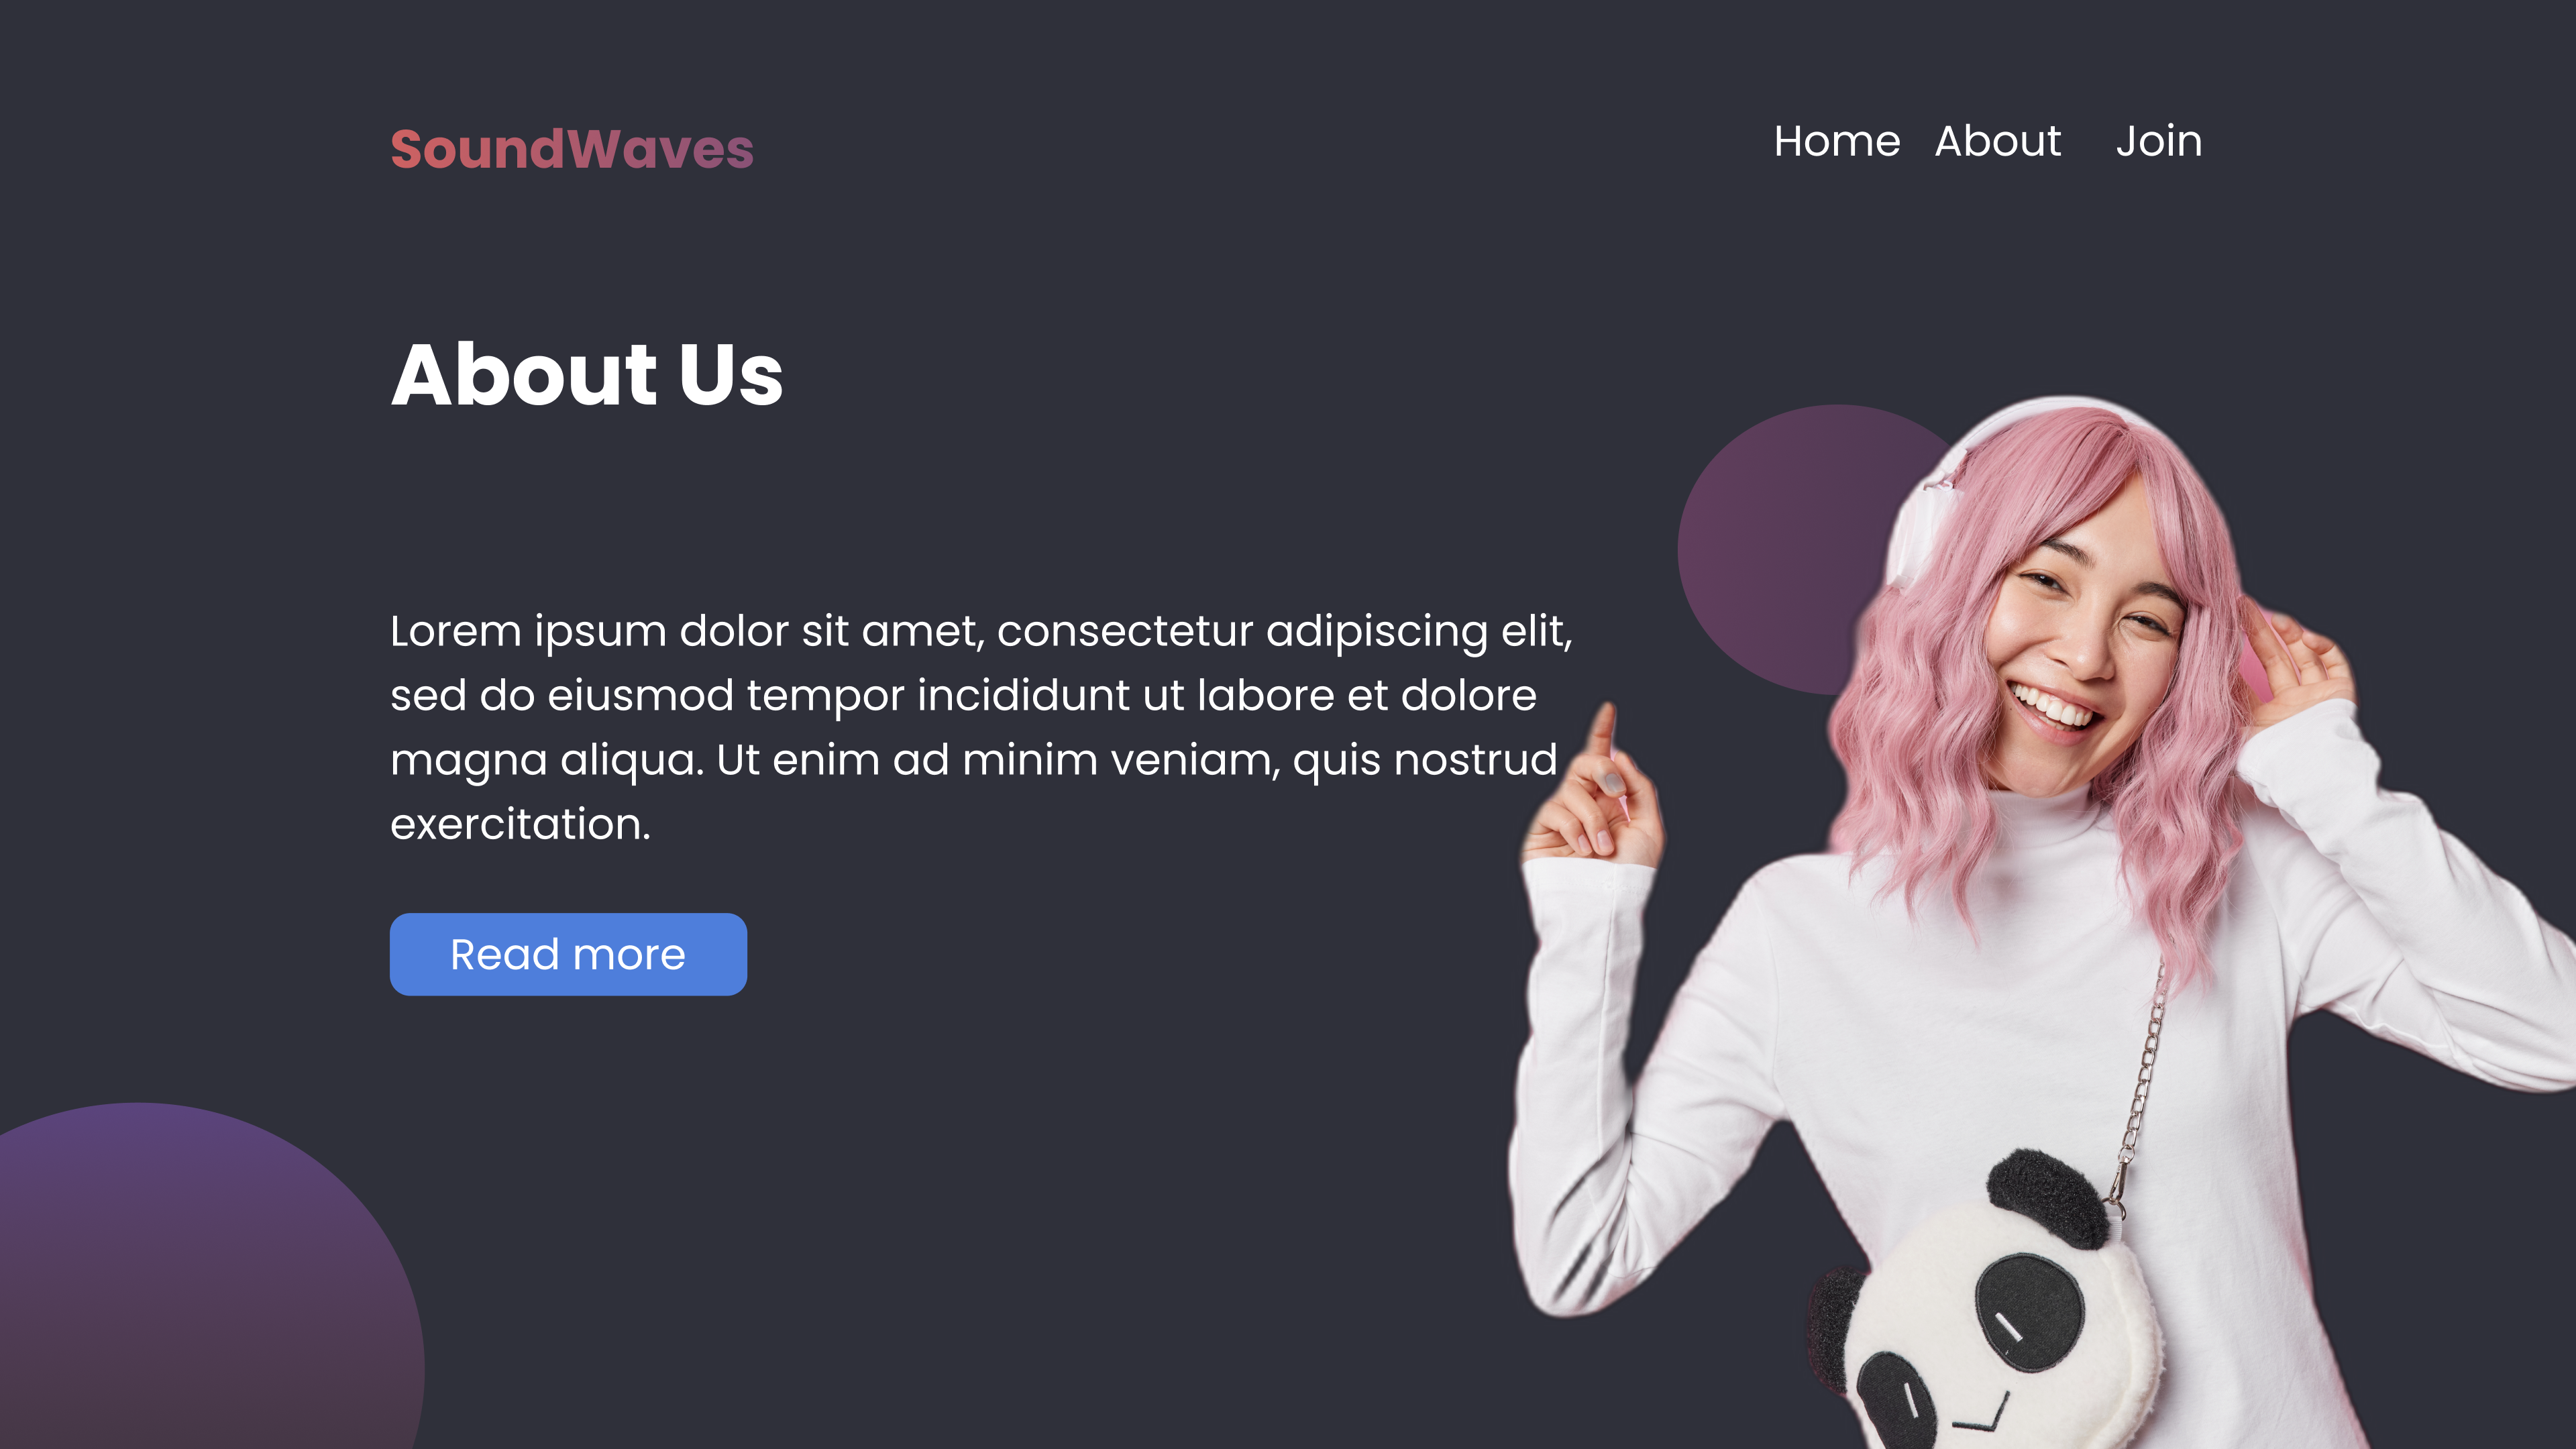 SoundWaves
Home About Join
About Us
Lorem ipsum dolor sit amet, consectetur adipiscing elit,
sed do eiusmod tempor incididunt ut labore et dolore
magna aliqua. Ut enim ad minim veniam, quis nostrud
exercitation.
Read more